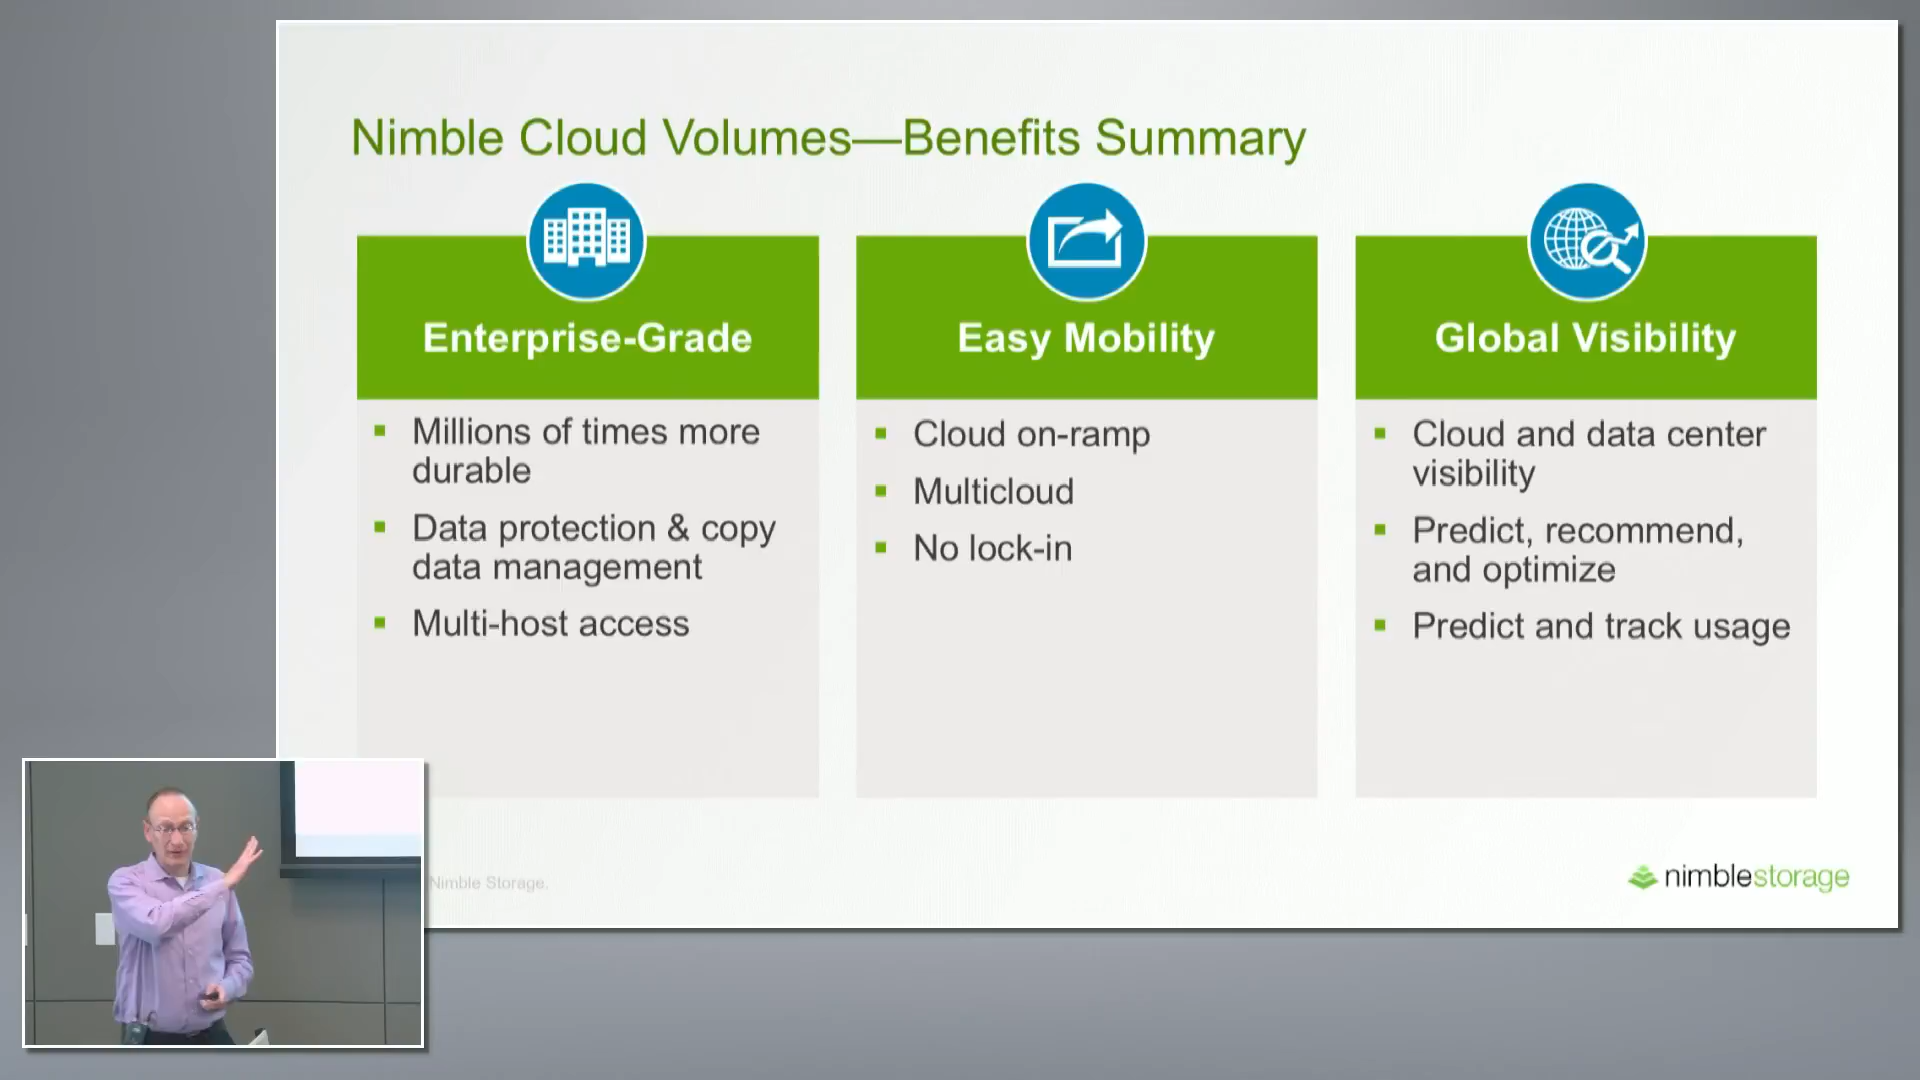 Nimble Cloud Volumes—Benefits Summary
Enterprise-Grade
▪ Millions of times more
durable
▪ Data protection & copy
data management
▪ Multi-host access
Easy Mobility
▪ Cloud on-ramp
▪ Multicloud
▪ No lock-in
Global Visibility
▪ Cloud and data center
visibility
▪ Predict, recommend,
and optimize
▪ Predict and track usage
Nimble Storage.
nimblestorage